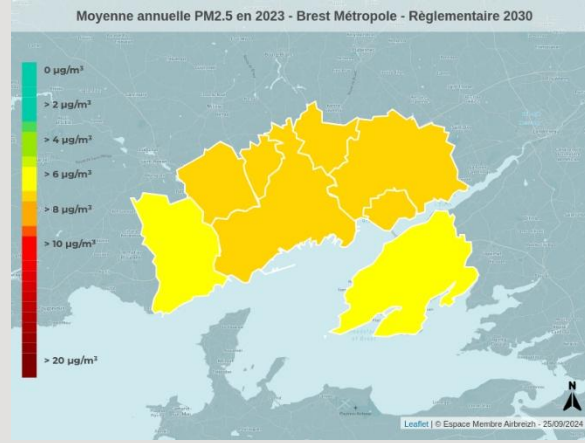 Moyenne annuelle PM2.5 en 2023 - Brest Métropole - Règlementaire 2030
0 µg/m³
> 2 µg/m³
> 4 µg/m³
> 6 µg/m³
> 8 µg/m³
> 10 µg/m³
> 20 µg/m³
N
Leaflet | © Espace Membre Airbreizh - 25/09/2024